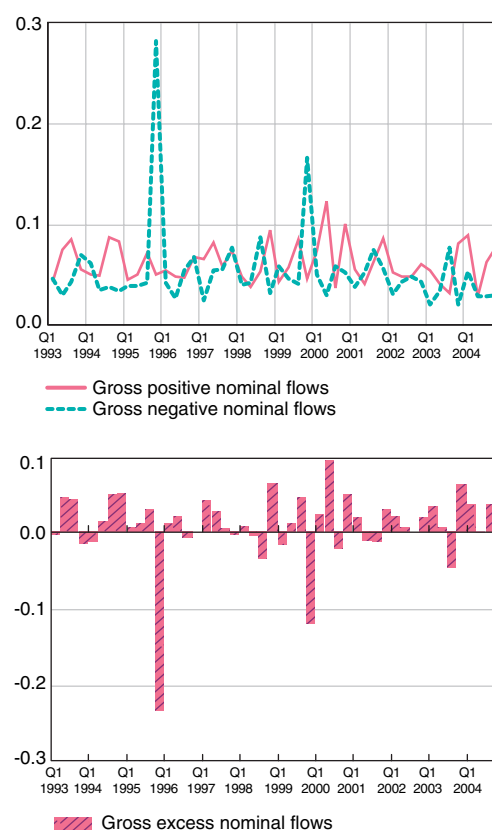 0.3
0.2
0.1
0.0
Q1 Q1 Q1 Q1 Q1 Q1 Q1 Q1 Q1 Q1 Q1 Q1
1993 1994 1995 1996 1997 1998 1999 2000 2001 2002 2003 2004
Gross positive nominal flows
Gross negative nominal flows
0.1
0.0
-0.1
-0.2
-0.3
Q1 Q1 Q1 Q1 Q1 Q1 Q1 Q1 Q1 Q1 Q1 Q1
1993 1994 1995 1996 1997 1998 1999 2000 2001 2002 2003 2004
Gross excess nominal flows